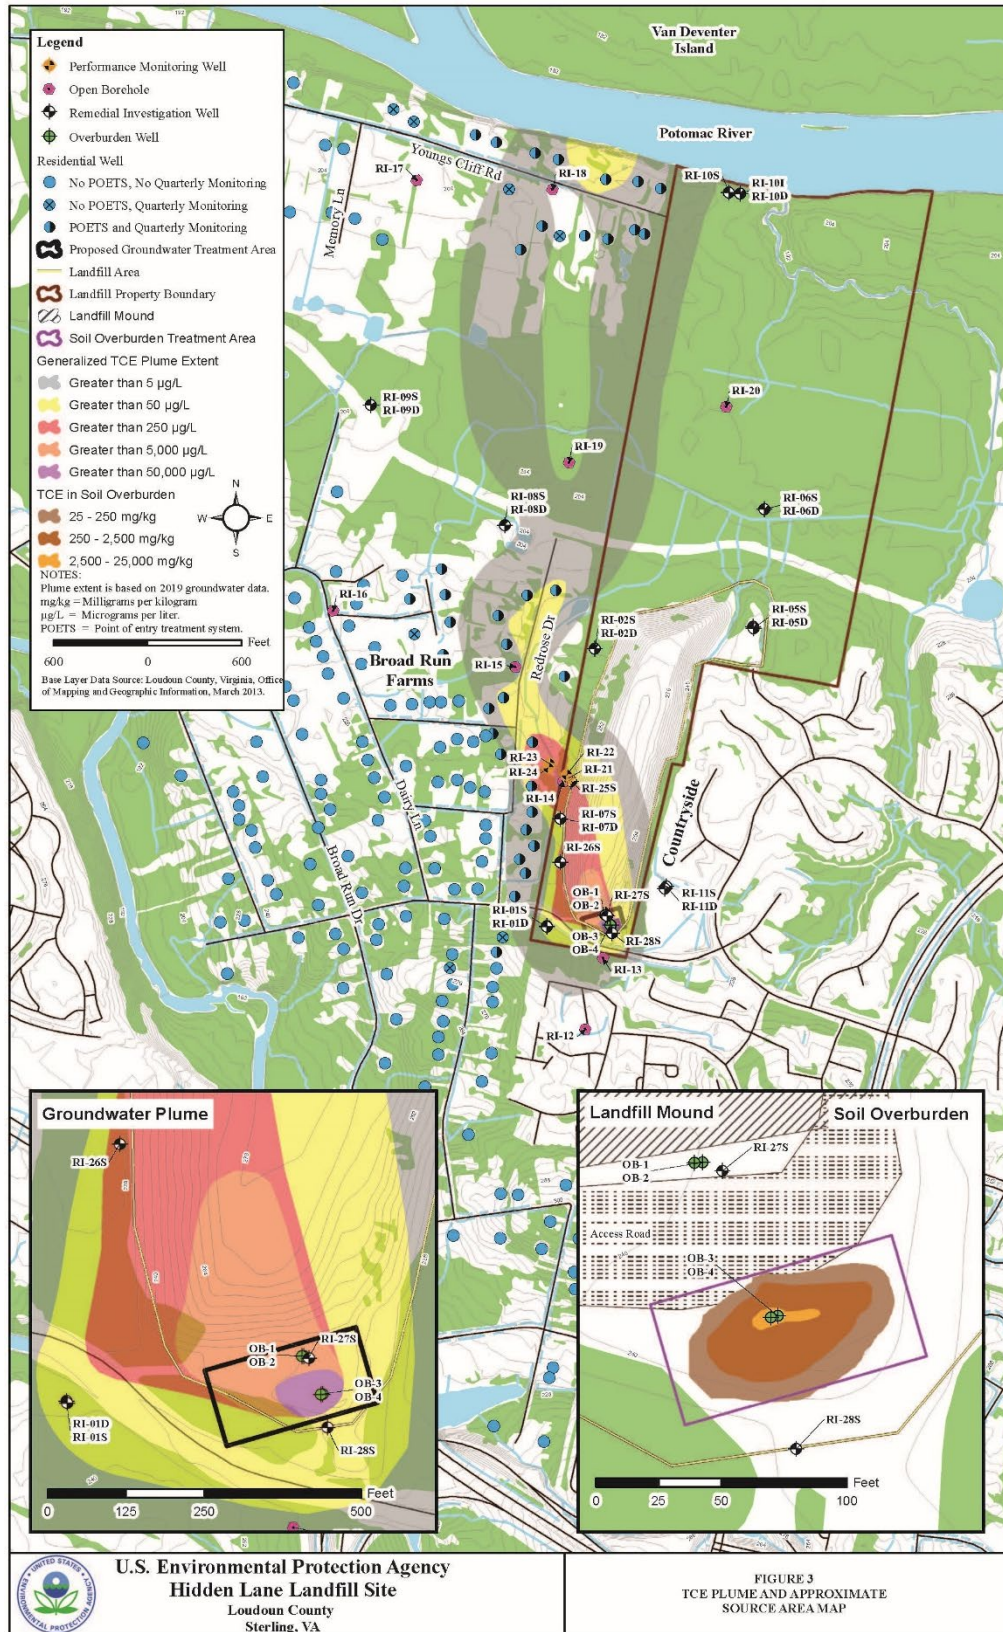 Van Deventer
Island
Potomac River
Legend
Performance Monitoring Well
Open Borehole
Remedial Investigation Well
Overburden Well
Residential Well
No POETS, No Quarterly Monitoring
No POETS, Quarterly Monitoring
POETS and Quarterly Monitoring
Proposed Groundwater Treatment Area
Landfill Area
Landfill Property Boundary
Landfill Mound
Soil Overburden Treatment Area
Generalized TCE Plume Extent
Greater than 5 µg/L
Greater than 50 µg/L
Greater than 250 µg/L
Greater than 5,000 µg/L
Greater than 50,000 µg/L
TCE in Soil Overburden
25 - 250 mg/kg
250 - 2,500 mg/kg
2,500 - 25,000 mg/kg
N
W E
S
NOTES:
Plume extent is based on 2019 groundwater data.
mg/kg = Milligrams per kilogram
µg/L = Micrograms per liter.
POETS = Point of entry treatment system.
Feet
600 0 600
Base Layer Data Source: Loudoun County, Virginia, Office
of Mapping and Geographic Information, March 2013.
Youngs Cliff Rd
Memory Ln
RI-17
RI-18
RI-10S
RI-10I
RI-10D
RI-09S
RI-09D
RI-20
RI-19
RI-08S
RI-08D
RI-06S
RI-06D
RI-16
RI-05S
RI-05D
RI-02S
RI-02D
Redrose Dr
RI-15
Broad Run
Farms
RI-23
RI-24
RI-22
RI-21
RI-25S
RI-14
RI-07S
RI-07D
Dairy Ln
Countryside
RI-26S
Broad Run Dr
OB-1
OB-2
RI-27S
RI-11S
RI-11D
RI-01S
RI-01D
OB-3
OB-4
RI-28S
RI-13
RI-12
Groundwater Plume
RI-26S
OB-1
OB-2
RI-27S
OB-3
OB-4
RI-01D
RI-01S
RI-28S
Feet
0 125 250 500
Landfill Mound
Soil Overburden
RI-27S
OB-1
OB-2
Access Road
OB-3
OB-4
RI-28S
Feet
0 25 50 100
UNITED STATES
ENVIRONMENTAL PROTECTION AGENCY
U.S. Environmental Protection Agency
Hidden Lane Landfill Site
Loudoun County
Sterling, VA
FIGURE 3
TCE PLUME AND APPROXIMATE
SOURCE AREA MAP